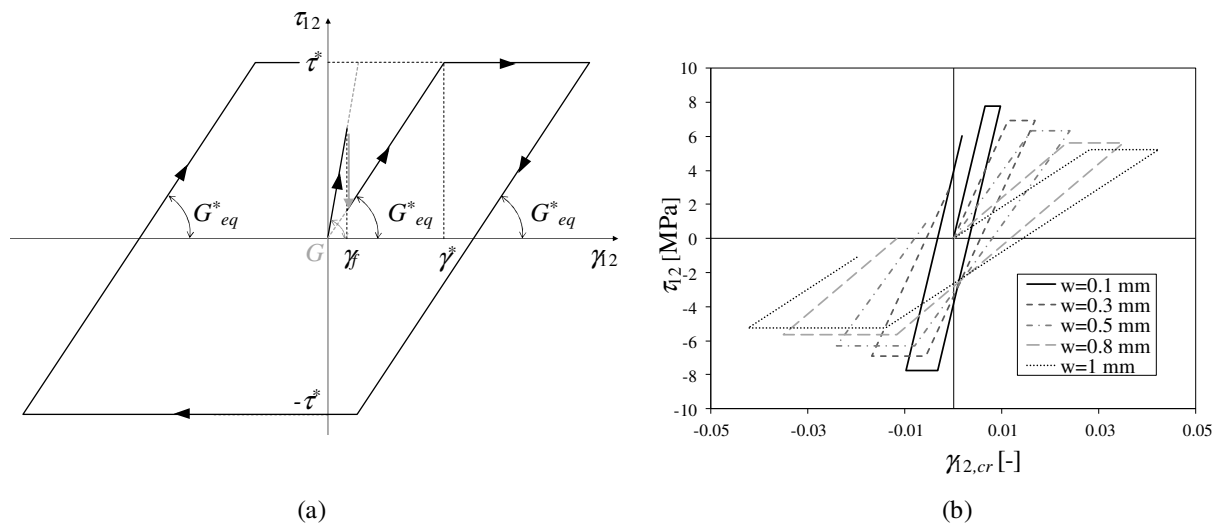 τ12
τ*
G*eq
G*eq
G*eq
G
γf
γ*
γ12
-τ*
(a)
τ12 [MPa]
10
8
6
4
2
0
-2
-4
-6
-8
-10
-0.05
-0.03
-0.01
0.01
0.03
0.05
γ12,cr [-]
w=0.1 mm
w=0.3 mm
w=0.5 mm
w=0.8 mm
w=1 mm
(b)